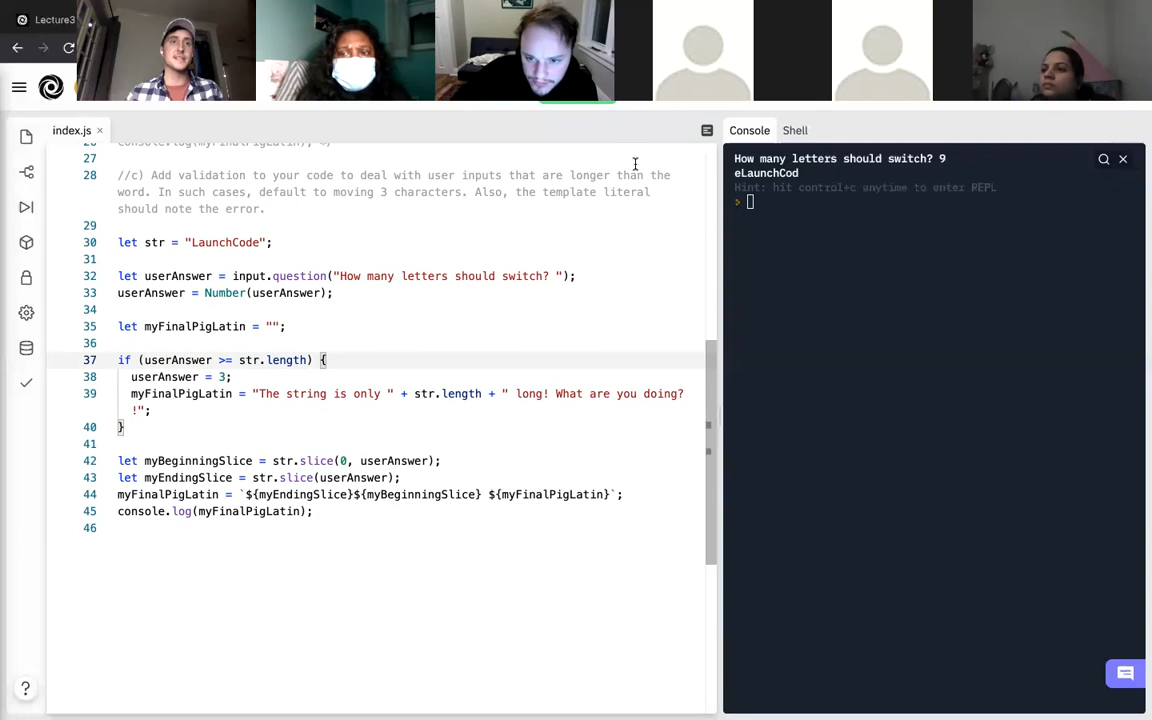 Lecture3
index.js ×
Console Shell
26 console.log(myFinalPigLatin); */
27
28 //c) Add validation to your code to deal with user inputs that are longer than the
word. In such cases, default to moving 3 characters. Also, the template literal
should note the error.
29
30 let str = "LaunchCode";
31
32 let userAnswer = input.question("How many letters should switch? ");
33 userAnswer = Number(userAnswer);
34
35 let myFinalPigLatin = "";
36
37 if (userAnswer >= str.length) {
38 userAnswer = 3;
39 myFinalPigLatin = "The string is only " + str.length + " long! What are you doing?
!";
40 }
41
42 let myBeginningSlice = str.slice(0, userAnswer);
43 let myEndingSlice = str.slice(userAnswer);
44 myFinalPigLatin = `${myEndingSlice}${myBeginningSlice} ${myFinalPigLatin}`;
45 console.log(myFinalPigLatin);
46
How many letters should switch? 9
eLaunchCod
Hint: hit control+c anytime to enter REPL
>
?